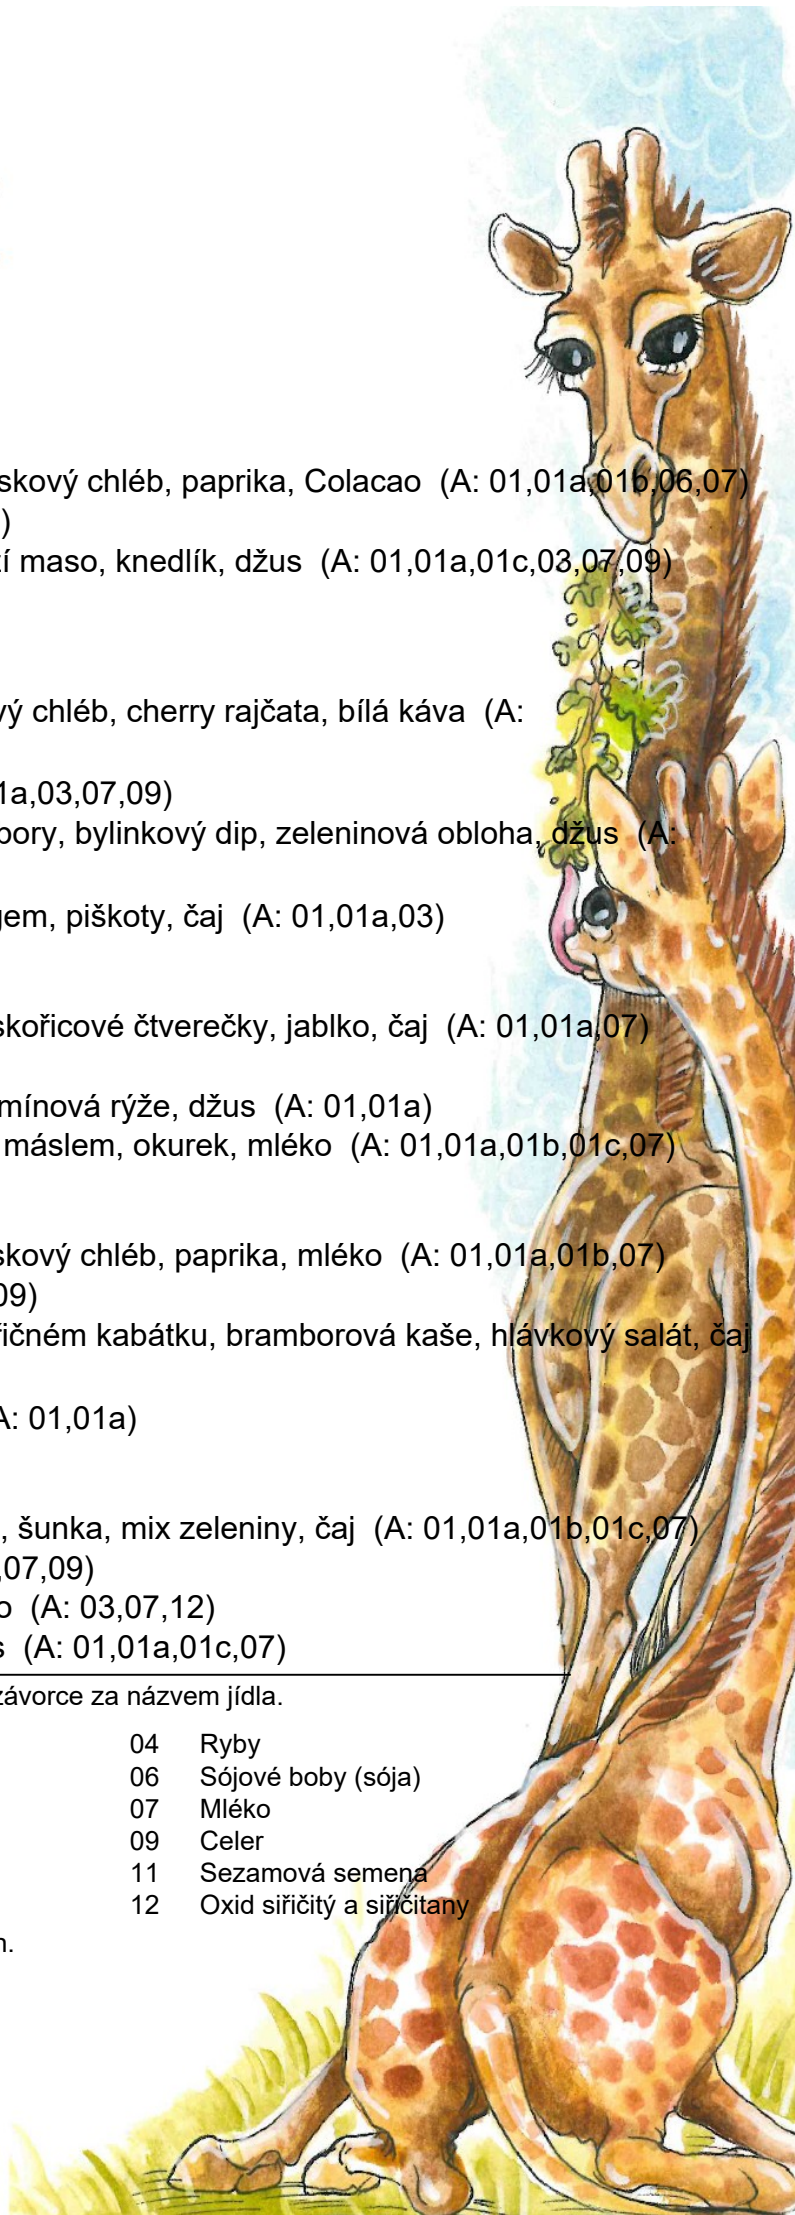 skový chléb, paprika, Colacao (A: 01,01a,01b,06,07)
)
í maso, knedlík, džus (A: 01,01a,01c,03,07,09)
vý chléb, cherry rajčata, bílá káva (A:
1a,03,07,09)
bory, bylinkový dip, zeleninová obloha, džus (A:
gem, piškoty, čaj (A: 01,01a,03)
skořicové čtverečky, jablko, čaj (A: 01,01a,07)
mínová rýže, džus (A: 01,01a)
máslem, okurek, mléko (A: 01,01a,01b,01c,07)
skový chléb, paprika, mléko (A: 01,01a,01b,07)
09)
řičném kabátku, bramborová kaše, hlávkový salát, čaj
A: 01,01a)
, šunka, mix zeleniny, čaj (A: 01,01a,01b,01c,07)
,07,09)
o (A: 03,07,12)
s (A: 01,01a,01c,07)
závorce za názvem jídla.
04 Ryby
06 Sójové boby (sója)
07 Mléko
09 Celer
11 Sezamová semena
12 Oxid siřičitý a siřičitany
h.